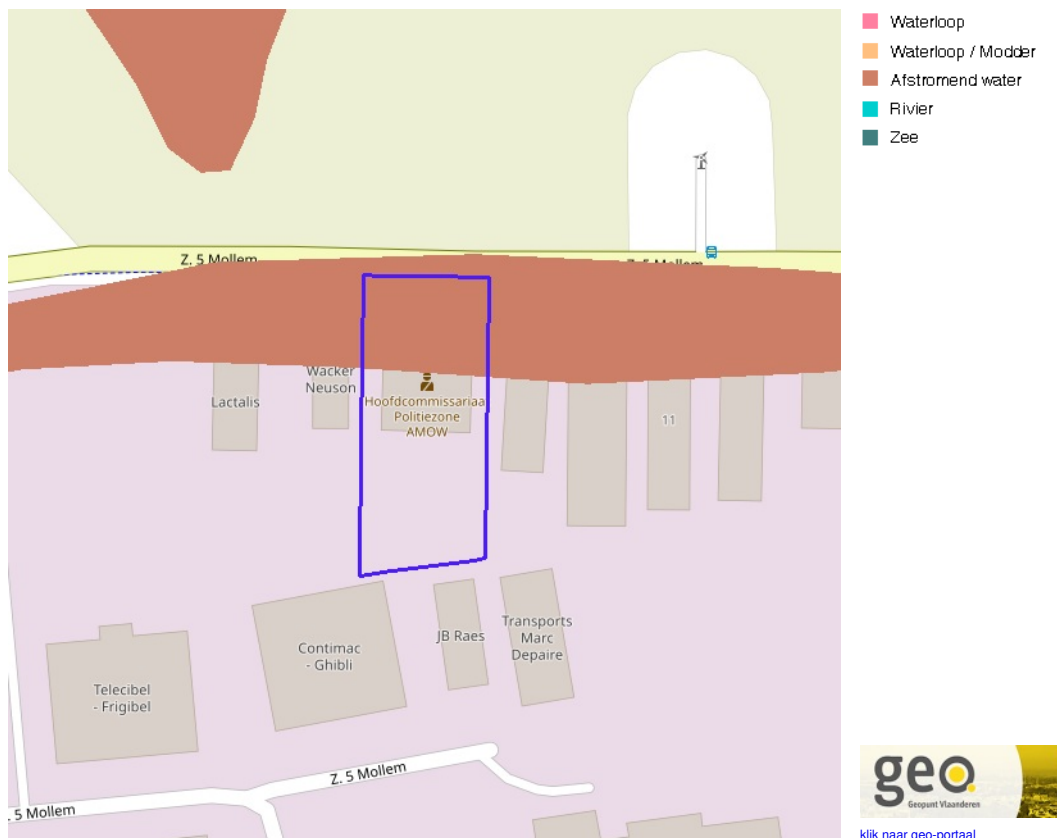 Waterloop
Waterloop / Modder
Afstromend water
Rivier
Zee
Z. 5 Mollem
Z. 5 Mollem
Lactalis
Wacker
Neuson
Hoofdcommissariaa
Politiezone
AMOW
11
Contimac
- Ghibli
JB Raes
Transports
Marc
Depaire
Telecibel
- Frigibel
Z. 5 Mollem
. 5 Mollem
geo
Geopunt Vlaanderen
klik naar geo-portaal